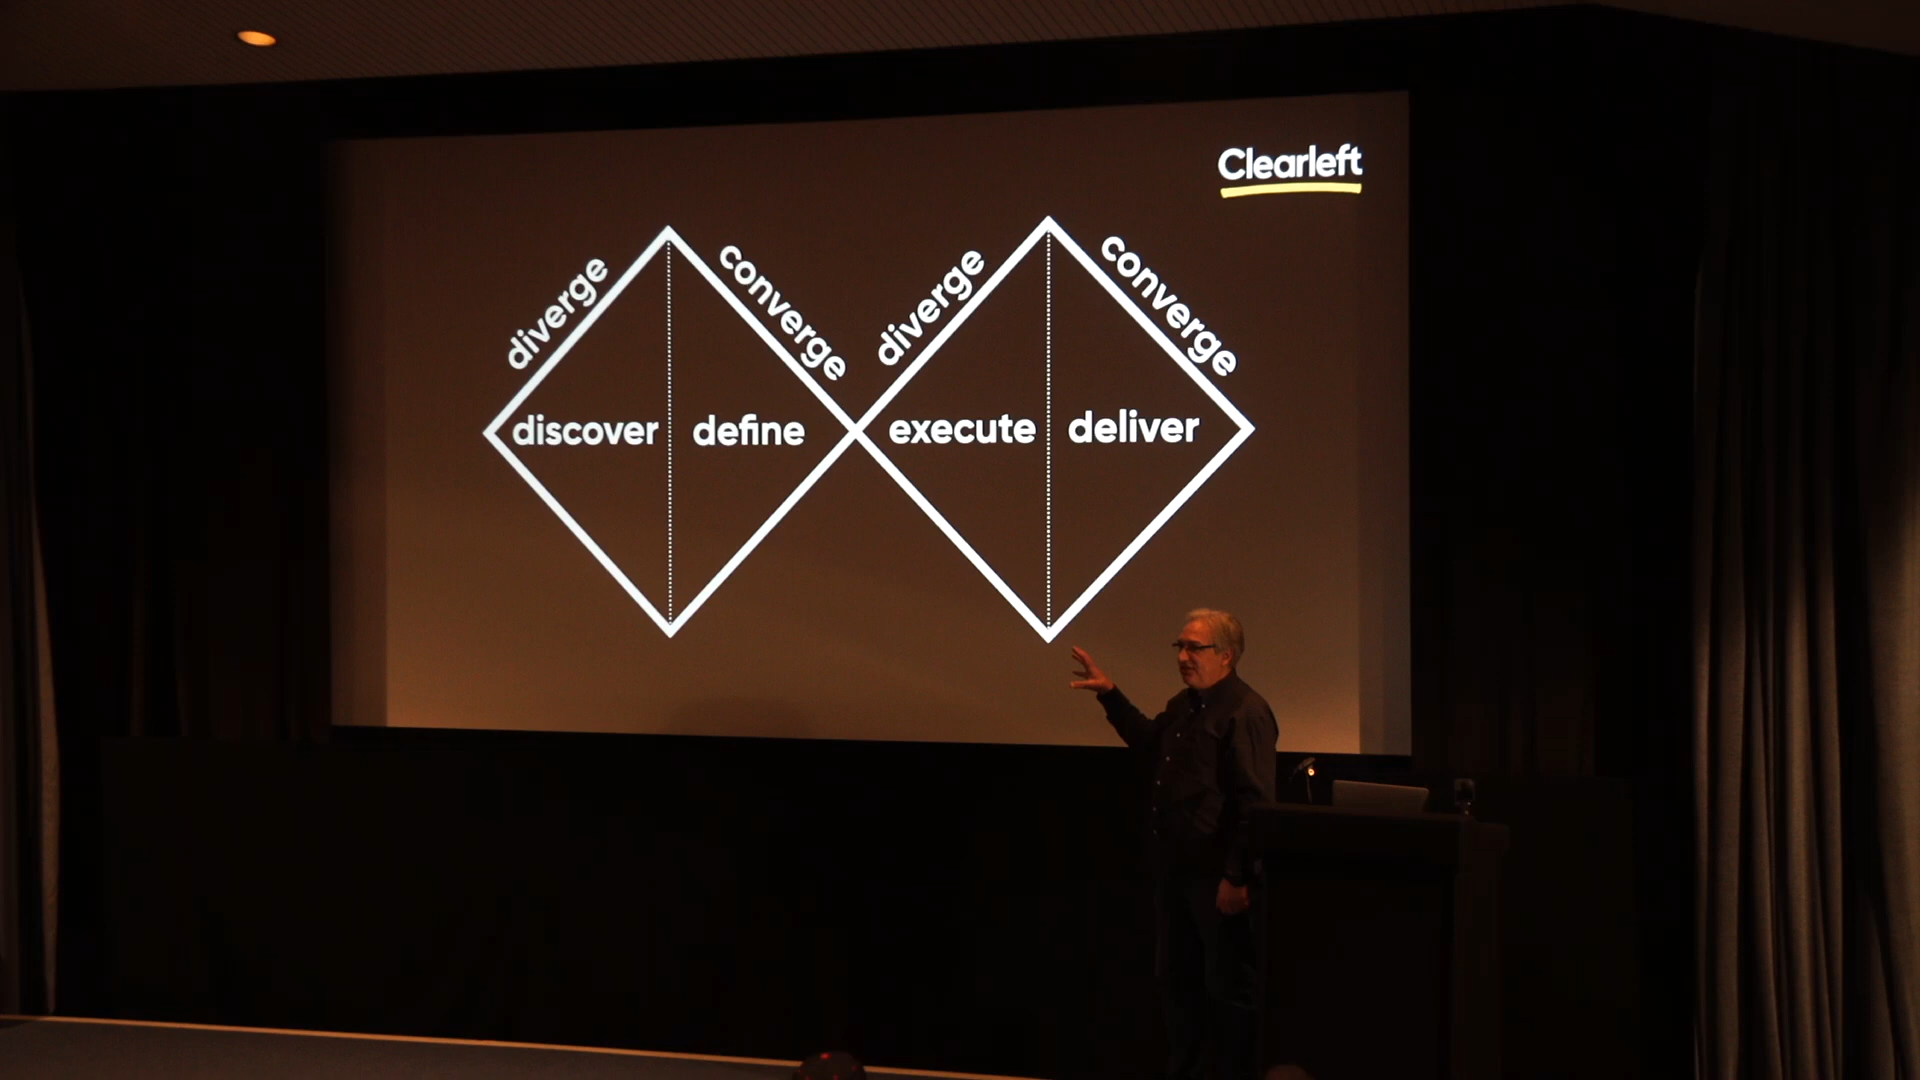 Clearleft
diverge
converge
diverge
converge
discover
define
execute
deliver